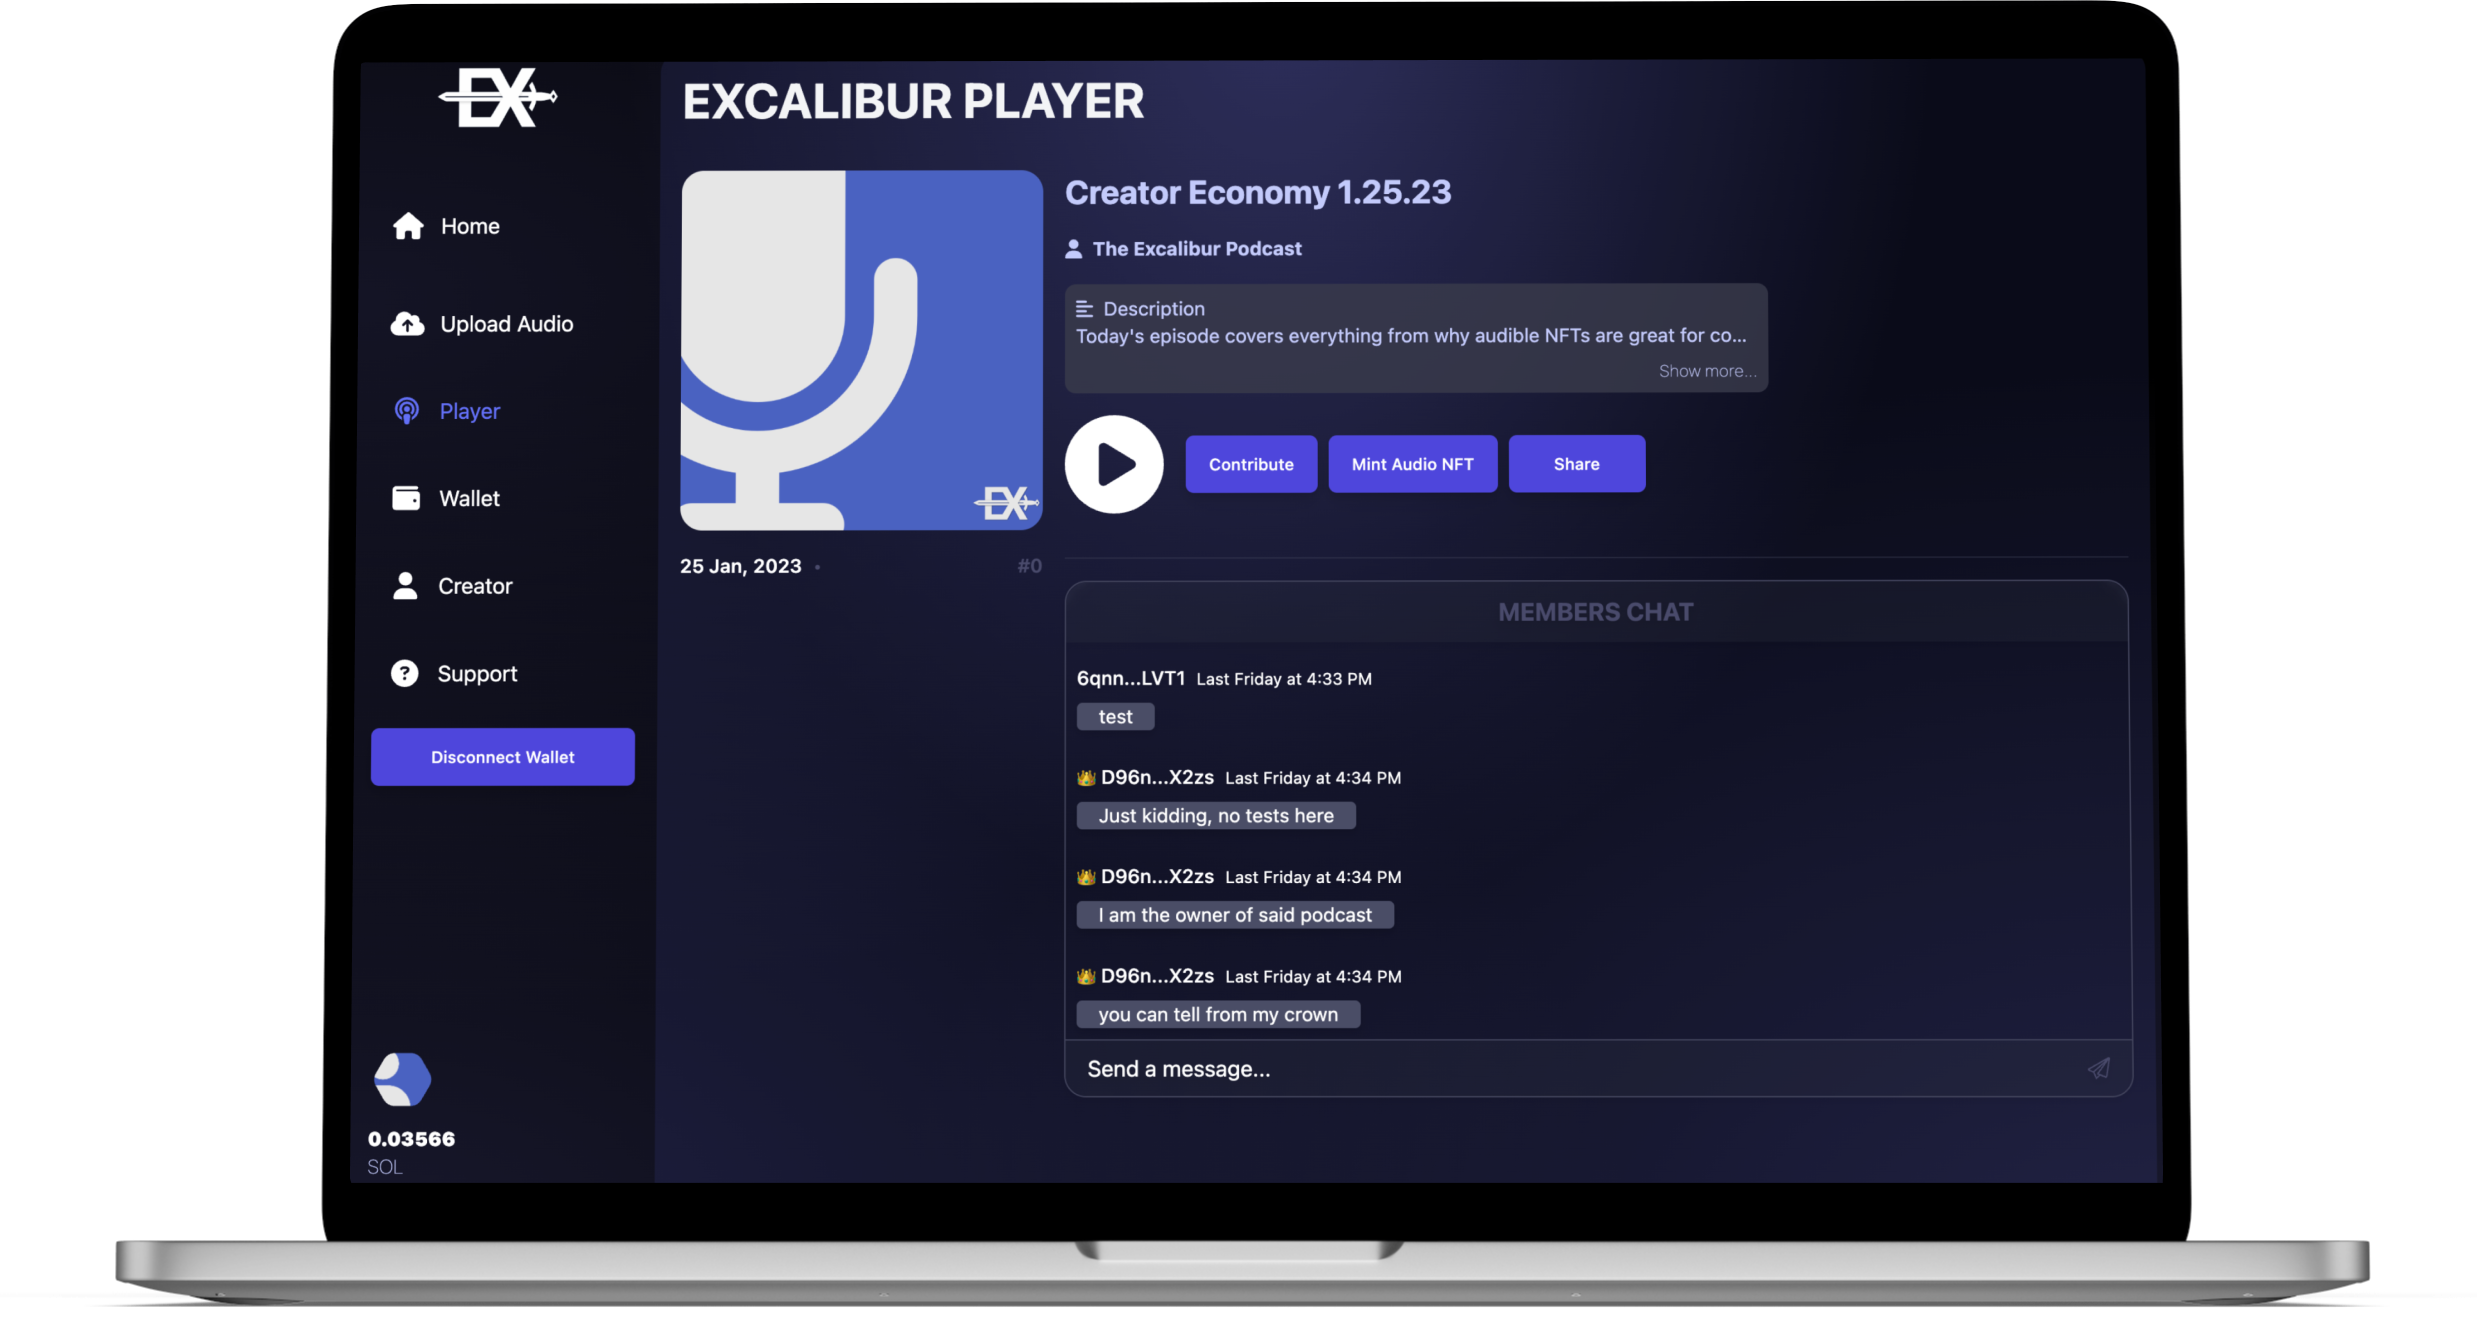 EX
EXCALIBUR PLAYER
Home
Upload Audio
Player
Wallet
Creator
Support
Disconnect Wallet
0.03566
SOL
EX
25 Jan, 2023 •
#0
Creator Economy 1.25.23
The Excalibur Podcast
Description
Today's episode covers everything from why audible NFTs are great for co...
Show more...
Contribute
Mint Audio NFT
Share
MEMBERS CHAT
6qnn...LVT1 Last Friday at 4:33 PM
test
👑 D96n...X2zs Last Friday at 4:34 PM
Just kidding, no tests here
👑 D96n...X2zs Last Friday at 4:34 PM
I am the owner of said podcast
👑 D96n...X2zs Last Friday at 4:34 PM
you can tell from my crown
Send a message...